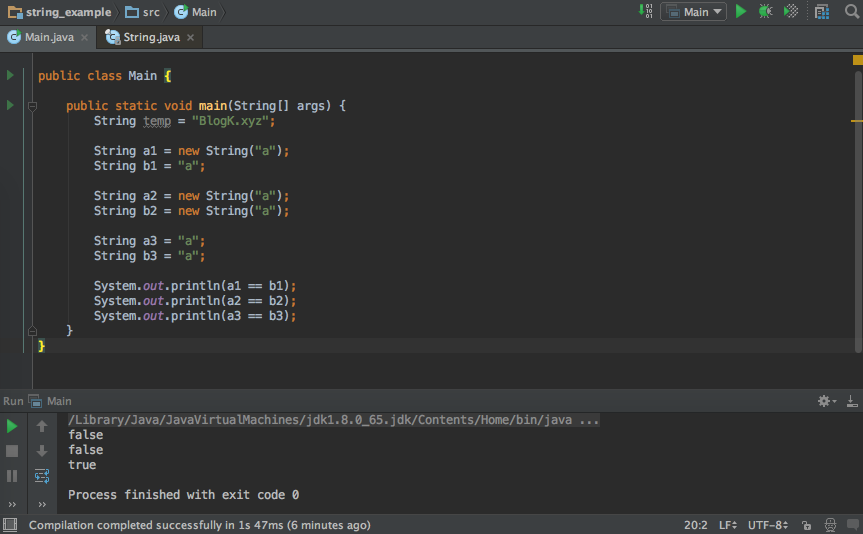 string_example src Main Main
Main.java String.java
public class Main {
public static void main(String[] args) {
String temp = "BlogK.xyz";
String a1 = new String("a");
String b1 = "a";
String a2 = new String("a");
String b2 = new String("a");
String a3 = "a";
String b3 = "a";
System.out.println(a1 == b1);
System.out.println(a2 == b2);
System.out.println(a3 == b3);
}
}
Run Main
/Library/Java/JavaVirtualMachines/jdk1.8.0_65.jdk/Contents/Home/bin/java ...
false
false
true
Process finished with exit code 0
Compilation completed successfully in 1s 47ms (6 minutes ago) 20:2 LF UTF-8